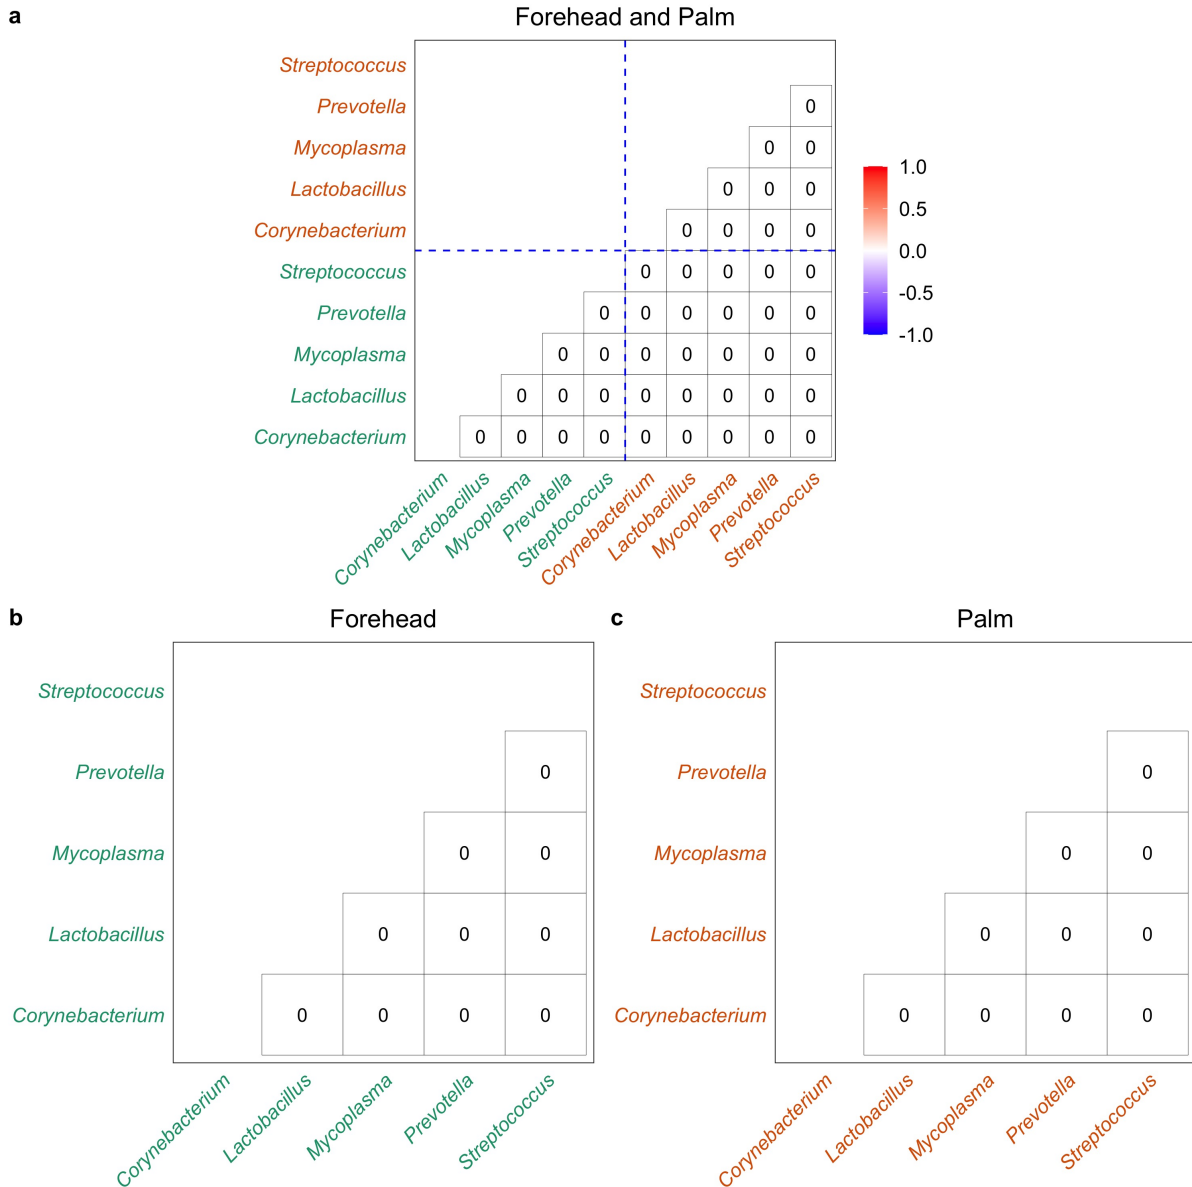 a
Forehead and Palm
Streptococcus
Prevotella 0
Mycoplasma 0 0
Lactobacillus 0 0 0
Corynebacterium 0 0 0 0
Streptococcus 0 0 0 0 0
Prevotella 0 0 0 0 0 0
Mycoplasma 0 0 0 0 0 0 0
Lactobacillus 0 0 0 0 0 0 0 0
Corynebacterium 0 0 0 0 0 0 0 0 0
Corynebacterium
Lactobacillus
Mycoplasma
Prevotella
Streptococcus
Corynebacterium
Lactobacillus
Mycoplasma
Prevotella
Streptococcus
1.0
0.5
0.0
-0.5
-1.0
b
Forehead
Streptococcus
Prevotella 0
Mycoplasma 0 0
Lactobacillus 0 0 0
Corynebacterium 0 0 0 0
Corynebacterium
Lactobacillus
Mycoplasma
Prevotella
Streptococcus
c
Palm
Streptococcus
Prevotella 0
Mycoplasma 0 0
Lactobacillus 0 0 0
Corynebacterium 0 0 0 0
Corynebacterium
Lactobacillus
Mycoplasma
Prevotella
Streptococcus